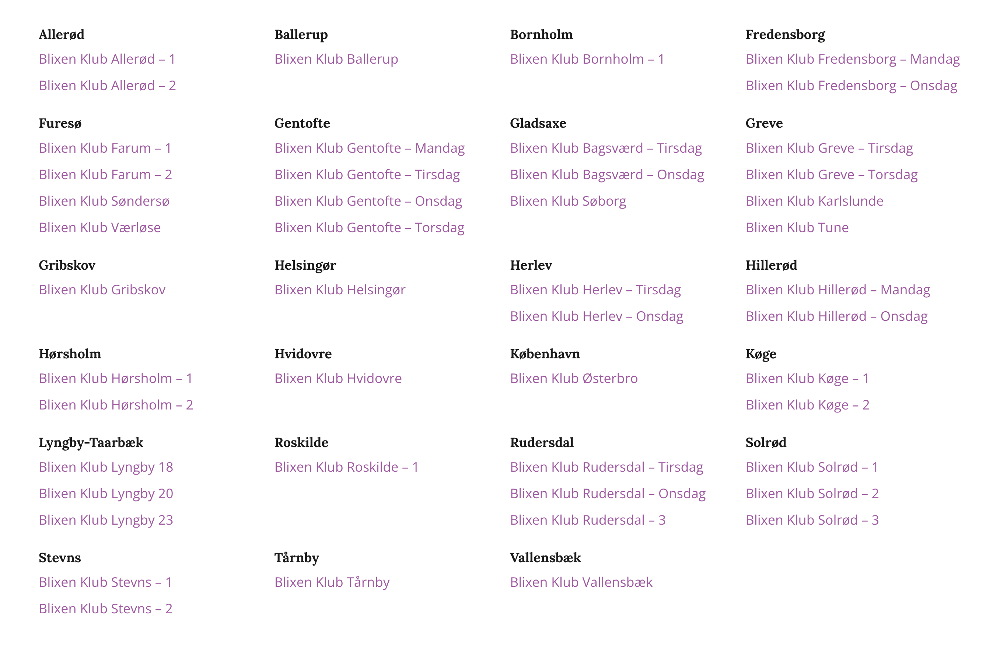 Allerød
Blixen Klub Allerød – 1
Blixen Klub Allerød – 2
Ballerup
Blixen Klub Ballerup
Bornholm
Blixen Klub Bornholm – 1
Fredensborg
Blixen Klub Fredensborg – Mandag
Blixen Klub Fredensborg – Onsdag
Furesø
Blixen Klub Farum – 1
Blixen Klub Farum – 2
Blixen Klub Søndersø
Blixen Klub Værløse
Gentofte
Blixen Klub Gentofte – Mandag
Blixen Klub Gentofte – Tirsdag
Blixen Klub Gentofte – Onsdag
Blixen Klub Gentofte – Torsdag
Gladsaxe
Blixen Klub Bagsværd – Tirsdag
Blixen Klub Bagsværd – Onsdag
Blixen Klub Søborg
Greve
Blixen Klub Greve – Tirsdag
Blixen Klub Greve – Torsdag
Blixen Klub Karlslunde
Blixen Klub Tune
Gribskov
Blixen Klub Gribskov
Helsingør
Blixen Klub Helsingør
Herlev
Blixen Klub Herlev – Tirsdag
Blixen Klub Herlev – Onsdag
Hillerød
Blixen Klub Hillerød – Mandag
Blixen Klub Hillerød – Onsdag
Hørsholm
Blixen Klub Hørsholm – 1
Blixen Klub Hørsholm – 2
Hvidovre
Blixen Klub Hvidovre
København
Blixen Klub Østerbro
Køge
Blixen Klub Køge – 1
Blixen Klub Køge – 2
Lyngby-Taarbæk
Blixen Klub Lyngby 18
Blixen Klub Lyngby 20
Blixen Klub Lyngby 23
Roskilde
Blixen Klub Roskilde – 1
Rudersdal
Blixen Klub Rudersdal – Tirsdag
Blixen Klub Rudersdal – Onsdag
Blixen Klub Rudersdal – 3
Solrød
Blixen Klub Solrød – 1
Blixen Klub Solrød – 2
Blixen Klub Solrød – 3
Stevns
Blixen Klub Stevns – 1
Blixen Klub Stevns – 2
Tårnby
Blixen Klub Tårnby
Vallensbæk
Blixen Klub Vallensbæk